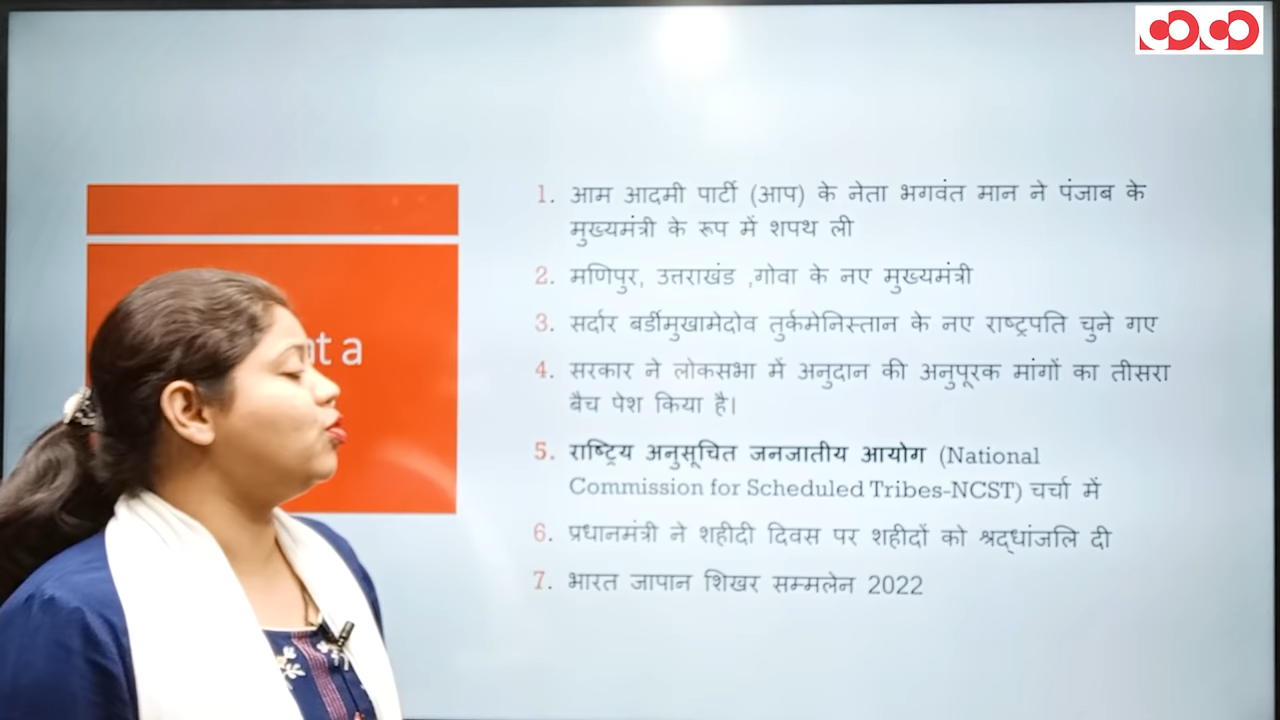 a
1. आम आदमी पार्टी (आप) के नेता भगवंत मान ने पंजाब के
मुख्यमंत्री के रूप में शपथ ली
2. मणिपुर, उत्तराखंड ,गोवा के नए मुख्यमंत्री
3. सर्दार बर्डीमुखामेदोव तुर्कमेनिस्तान के नए राष्ट्रपति चुने गए
4. सरकार ने लोकसभा में अनुदान की अनुपूरक मांगों का तीसरा
बैच पेश किया है।
5. राष्ट्रिय अनुसूचित जनजातीय आयोग (National
Commission for Scheduled Tribes-NCST) चर्चा में
6. प्रधानमंत्री ने शहीदी दिवस पर शहीदों को श्रद्धांजलि दी
7. भारत जापान शिखर सम्मलेन 2022